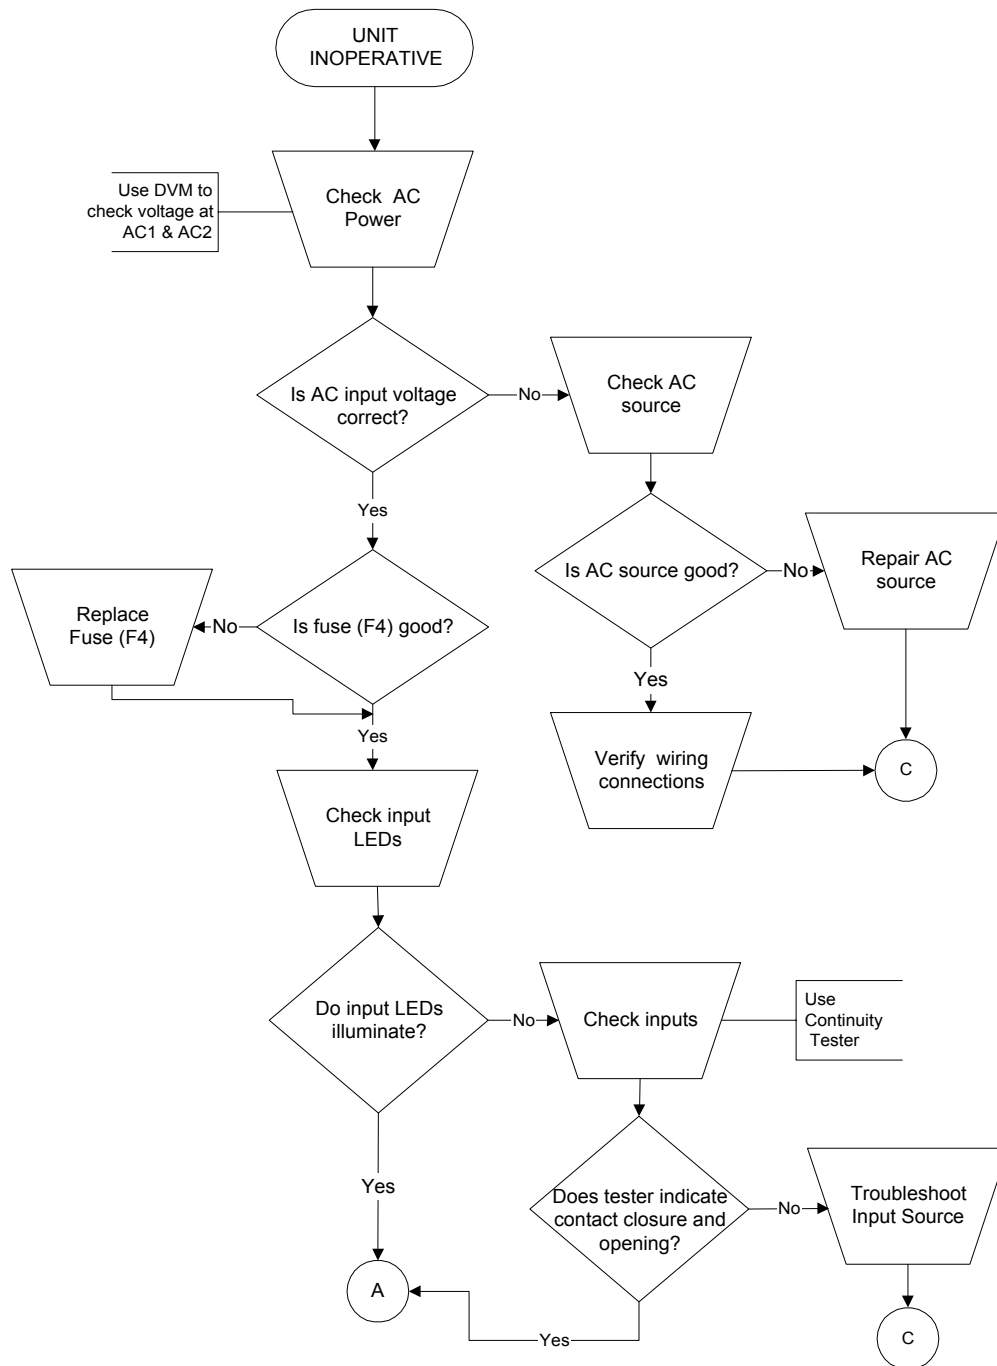 UNIT
INOPERATIVE
Use DVM to
check voltage at
AC1 & AC2
Check AC
Power
Is AC input voltage
correct?
No
Check AC
source
Yes
Is AC source good?
No
Repair AC
source
Replace
Fuse (F4)
No
Is fuse (F4) good?
Yes
Yes
Verify wiring
connections
C
Check input
LEDs
Do input LEDs
illuminate?
No
Check inputs
Use
Continuity
Tester
Yes
Does tester indicate
contact closure and
opening?
No
Troubleshoot
Input Source
A
Yes
C